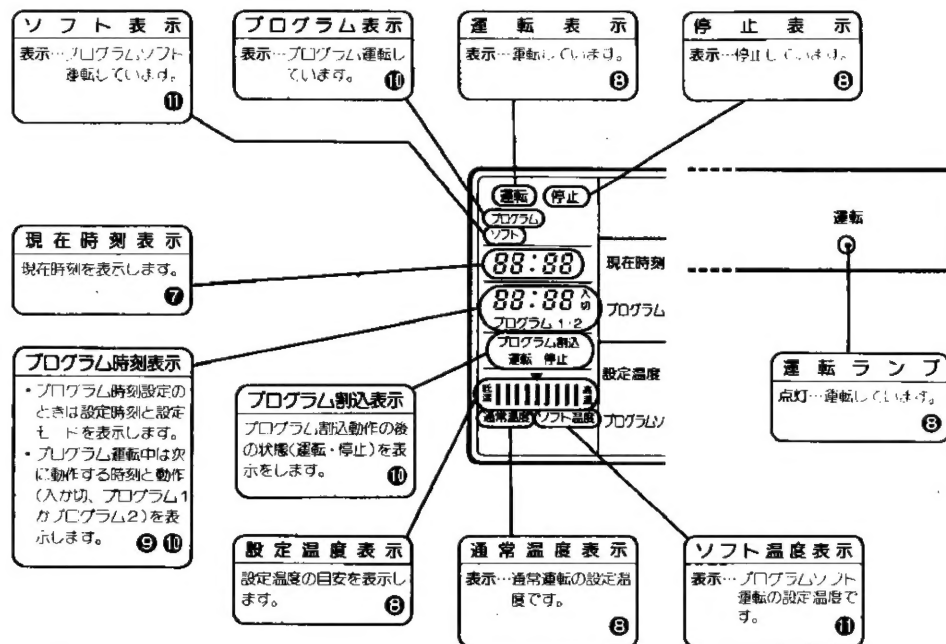 ソフト表示
表示…プログラムソフト
運転しています。
⓫
プログラム表示
表示…プログラム運転し
ています。
❿
運転表示
表示…運転しています。
❽
停止表示
表示…停止しています。
❽
現在時刻表示
現在時刻を表示します。
❼
プログラム時刻表示
・プログラム時刻設定の
ときは設定時刻と設定
モードを表示します。
・プログラム運転中は次
に動作する時刻と動作
(入か切、プログラム1
かプログラム2)を表
示します。
❾ ❿
プログラム割込表示
プログラム割込動作の後
の状態(運転・停止)を表
示をします。
❿
設定温度表示
設定温度の目安を表示し
ます。
❽
通常温度表示
表示…通常運転の設定温
度です。
❽
ソフト温度表示
表示…プログラムソフト
運転の設定温度で
す。
⓫
運転ランプ
点灯…運転しています。
❽
運転 停止
プログラム
ソフト
88:88
現在時刻
88:88 入
切
プログラム 1・2
プログラム
プログラム割込
運転 停止
設定温度
低温 高温
通常温度 ソフト温度
プログラムソ
運転